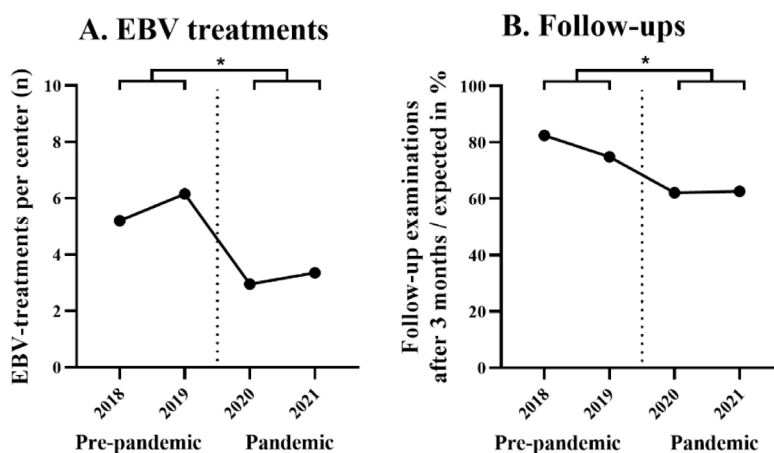 A. EBV treatments
*
EBV-treatments per center (n)
10
8
6
4
2
0
2018
2019
2020
2021
Pre-pandemic
Pandemic
B. Follow-ups
*
Follow-up examinations
after 3 months / expected in %
100
80
60
40
20
0
2018
2019
2020
2021
Pre-pandemic
Pandemic